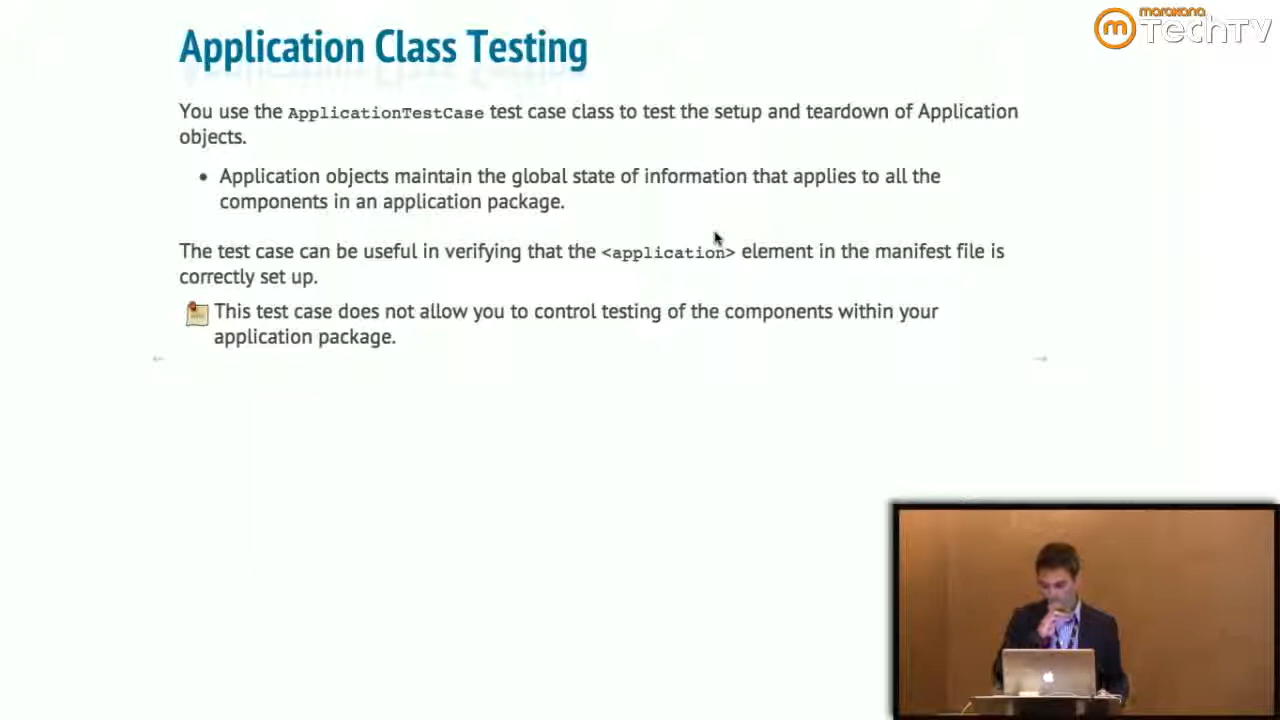 marakana
TechTV
Application Class Testing
You use the ApplicationTestCase test case class to test the setup and teardown of Application
objects.
• Application objects maintain the global state of information that applies to all the
components in an application package.
The test case can be useful in verifying that the <application> element in the manifest file is
correctly set up.
This test case does not allow you to control testing of the components within your
application package.